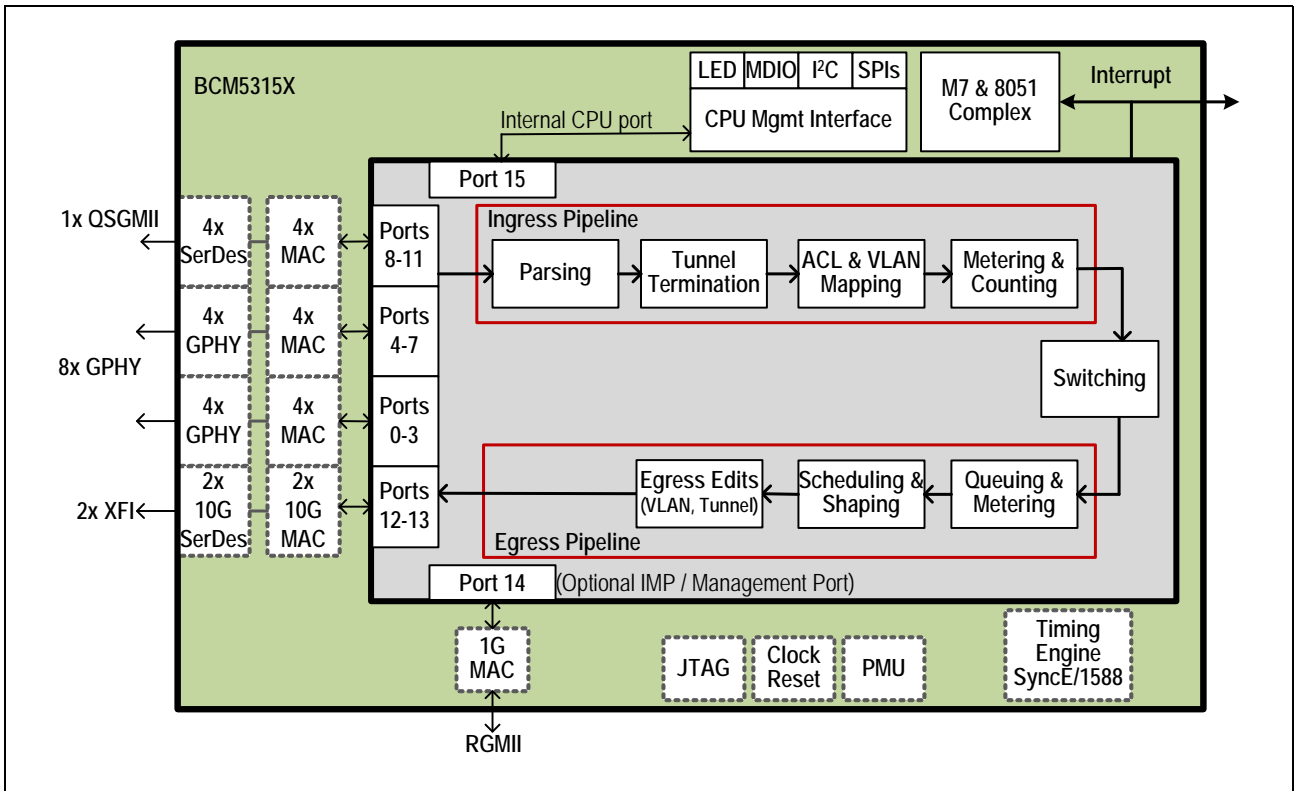 BCM5315X
LED MDIO I²C SPIs
CPU Mgmt Interface
M7 & 8051
Complex
Interrupt
Internal CPU port
Port 15
1x QSGMII
4x
SerDes
4x
MAC
Ports
8-11
Ingress Pipeline
Parsing
Tunnel
Termination
ACL & VLAN
Mapping
Metering &
Counting
4x
GPHY
4x
MAC
Ports
4-7
8x GPHY
Switching
4x
GPHY
4x
MAC
Ports
0-3
2x XFI
2x
10G
SerDes
2x
10G
MAC
Ports
12-13
Egress Edits
(VLAN, Tunnel)
Scheduling &
Shaping
Queuing &
Metering
Egress Pipeline
Port 14
(Optional IMP / Management Port)
1G
MAC
RGMII
JTAG
Clock
Reset
PMU
Timing
Engine
SyncE/1588